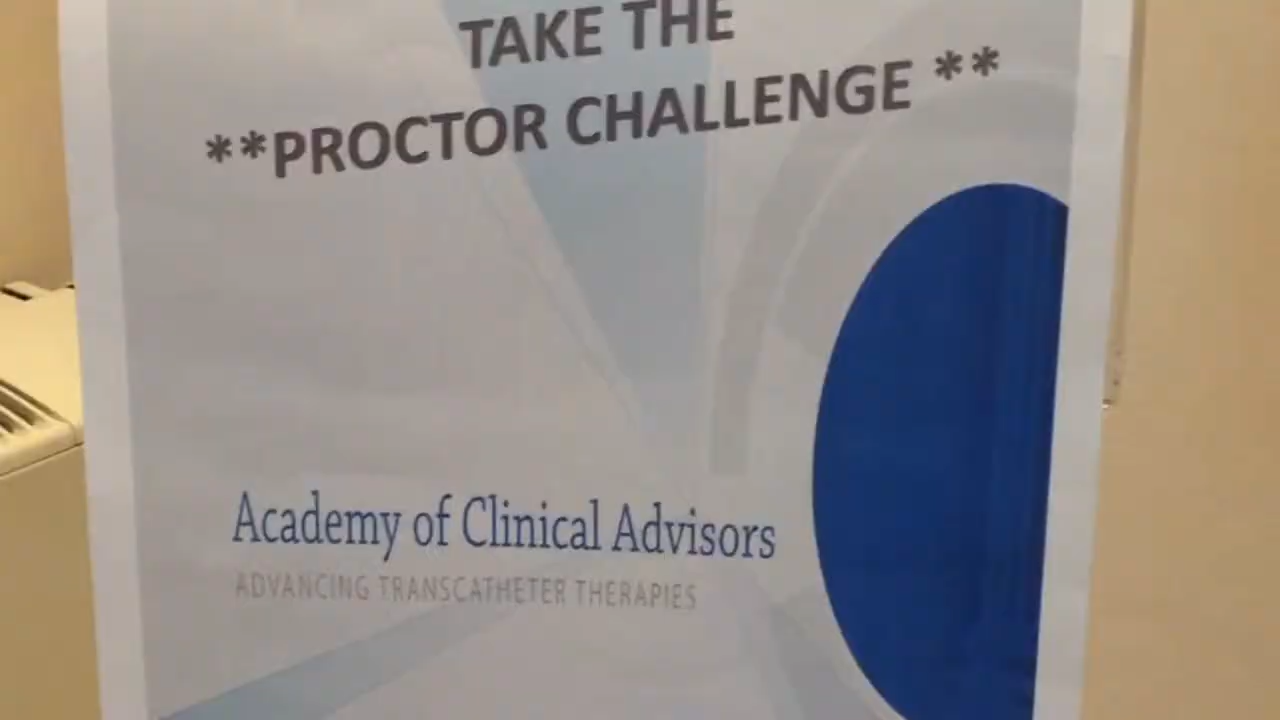 TAKE THE
**PROCTOR CHALLENGE **
Academy of Clinical Advisors
ADVANCING TRANSCATHETER THERAPIES